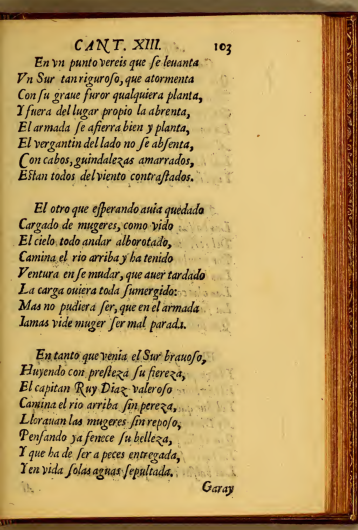 CANT. XIII. 103
En vn punto vereis que ſe leuanta
Vn Sur tan riguroſo, que atormenta
Con ſu graue furor qualquiera planta,
Y fuera del lugar propio la abrenta,
El armada ſe afierra bien y planta,
El vergantin del lado no ſe abſenta,
Con cabos, guindalezas amarrados,
Eſtan todos del viento contraſtados.
El otro que eſperando auia quedado
Cargado de mugeres, como vido
El cielo todo andar alborotado,
Camina el rio arriba y ha tenido
Ventura en ſe mudar, que auer tardado
La carga ouiera toda ſumergido:
Mas no pudiera ſer, que en el armada
Iamas vide muger ſer mal parada.
En tanto que venia el Sur brauoſo,
Huyendo con preſteza ſu fiereza,
El capitan Ruy Diaz valeroſo
Camina el rio arriba ſin pereza,
Llorauan las mugeres ſin repoſo,
Penſando ya fenece ſu belleza,
Y que ha de ſer a peces entregada,
Y en vida ſolas aguas ſepultada.
Garay